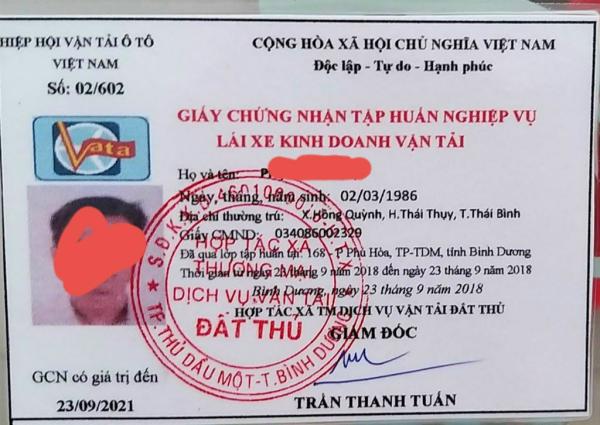 HIỆP HỘI VẬN TẢI Ô TÔ
VIỆT NAM
Số: 02/602
CỘNG HÒA XÃ HỘI CHỦ NGHĨA VIỆT NAM
Độc lập - Tự do - Hạnh phúc
GIẤY CHỨNG NHẬN TẬP HUẤN NGHIỆP VỤ
LÁI XE KINH DOANH VẬN TẢI
Vata
Họ và tên:
Ngày, tháng, năm sinh: 02/03/1986
Địa chỉ thường trú: X.Hồng Quỳnh, H.Thái Thụy, T.Thái Bình
Giấy CMND: 034086002329
Đã qua lớp tập huấn tại: 168 - P Phú Hòa, TP-TDM, tỉnh Bình Dương
Thời gian từ ngày 23 tháng 9 năm 2018 đến ngày 23 tháng 9 năm 2018
Bình Dương, ngày 23 tháng 9 năm 2018
HỢP TÁC XÃ TM DỊCH VỤ VẬN TẢI ĐẤT THỦ
GIÁM ĐỐC
HỢP TÁC XÃ
THƯƠNG MẠI
DỊCH VỤ VẬN TẢI
ĐẤT THỦ
TP. THỦ DẦU MỘT-T.BÌNH DƯƠNG
GCN có giá trị đến
23/09/2021
TRẦN THANH TUẤN